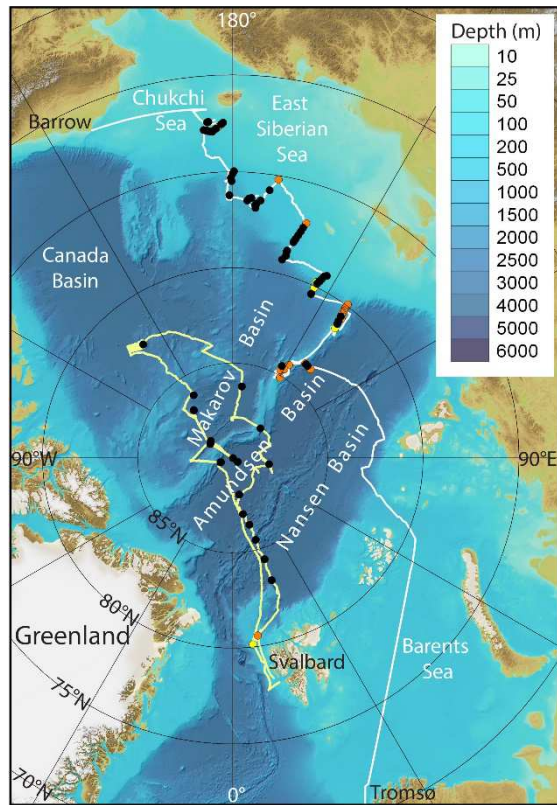 180°
Depth (m)
10
25
50
100
200
500
1000
1500
2000
2500
3000
4000
5000
6000
Chukchi
Sea
East
Siberian
Sea
Barrow
Canada
Basin
Makarov Basin
Amundsen Basin
Nansen Basin
90°W
90°E
85°N
80°N
75°N
70°N
Greenland
Svalbard
Barents
Sea
0°
Tromsø